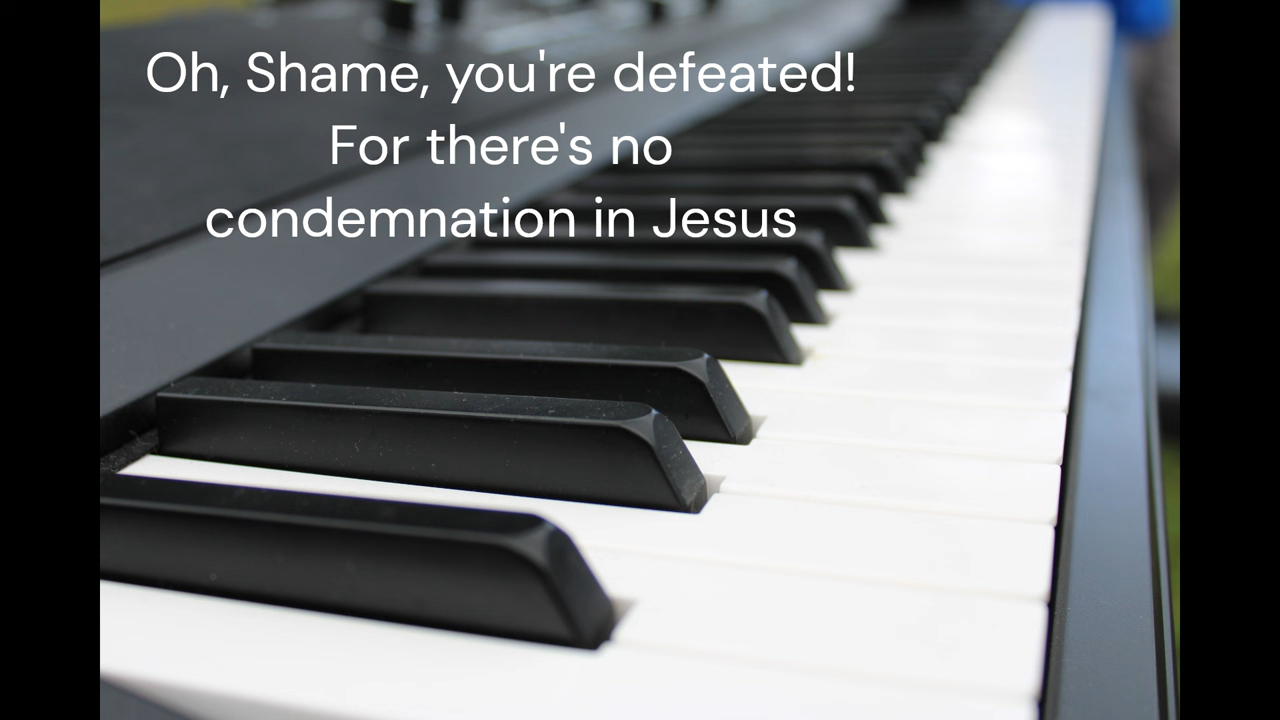 Oh, Shame, you're defeated!
For there's no
condemnation in Jesus